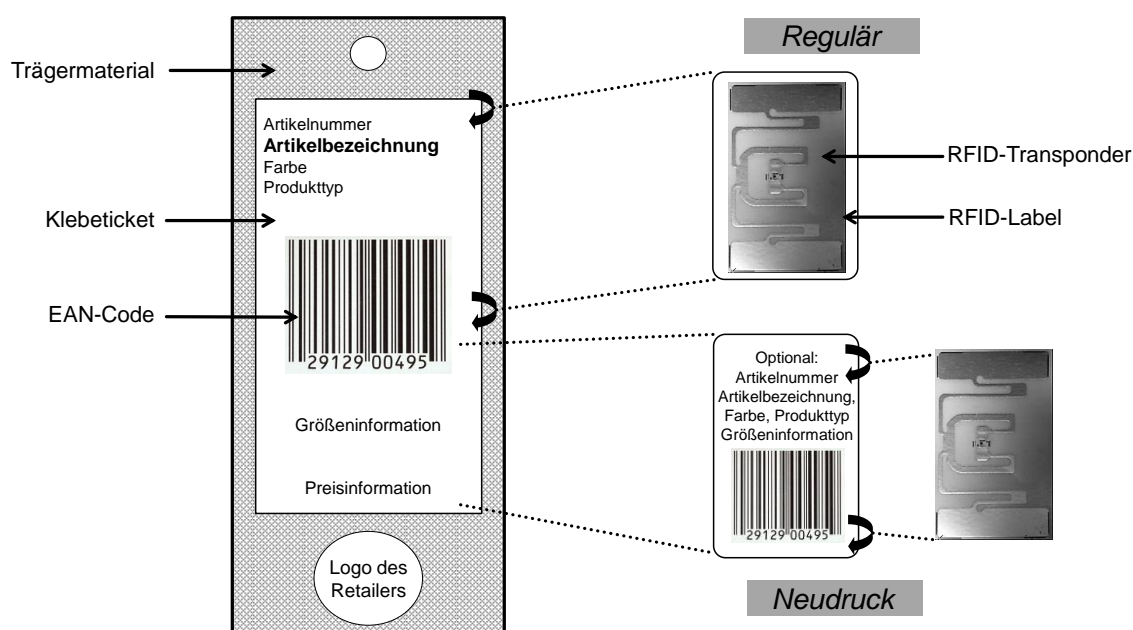 Regulär
Trägermaterial
Artikelnummer
Artikelbezeichnung
Farbe
Produkttyp
RFID-Transponder
Klebeticket
RFID-Label
EAN-Code
29129 00495
Optional:
Artikelnummer
Artikelbezeichnung,
Farbe, Produkttyp
Größeninformation
29129 00495
Größeninformation
Preisinformation
Logo des
Retailers
Neudruck